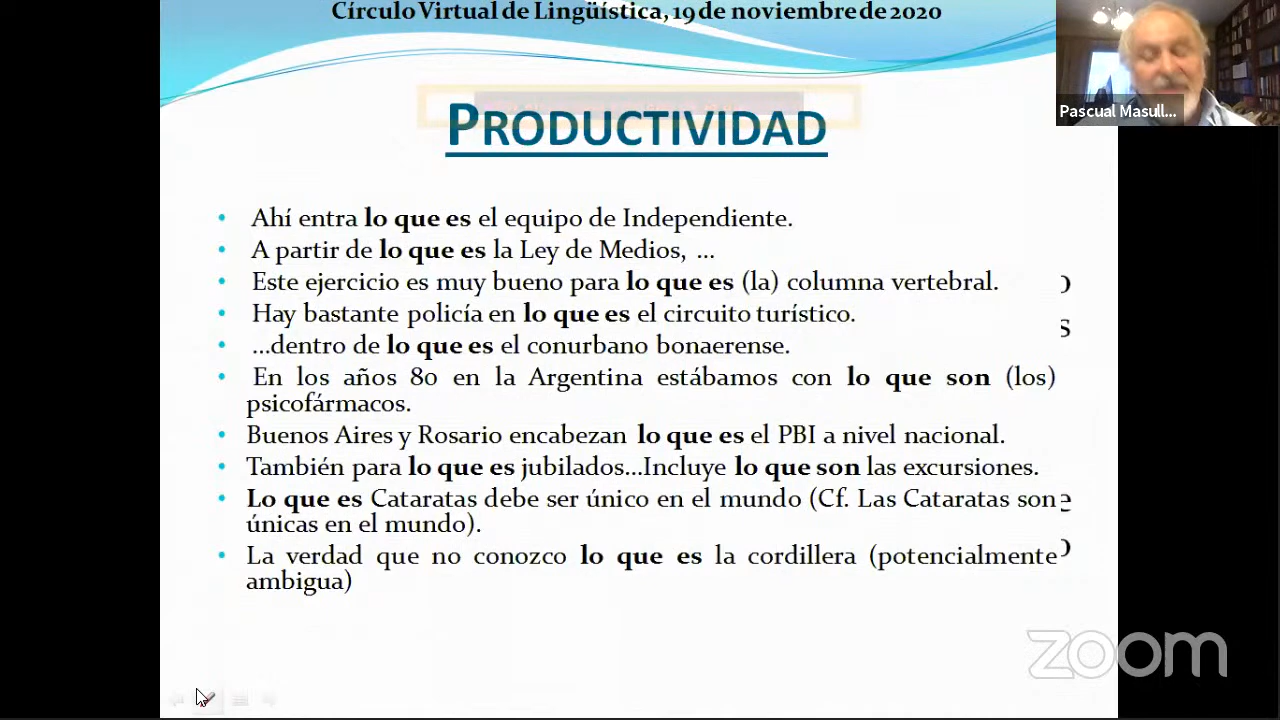 Círculo Virtual de Lingüística, 19 de noviembre de 2020
Pascual Masull...
PRODUCTIVIDAD
• Ahí entra lo que es el equipo de Independiente.
• A partir de lo que es la Ley de Medios, ...
• Este ejercicio es muy bueno para lo que es (la) columna vertebral.
• Hay bastante policía en lo que es el circuito turístico.
• ...dentro de lo que es el conurbano bonaerense.
• En los años 80 en la Argentina estábamos con lo que son (los)
psicofármacos.
• Buenos Aires y Rosario encabezan lo que es el PBI a nivel nacional.
• También para lo que es jubilados...Incluye lo que son las excursiones.
• Lo que es Cataratas debe ser único en el mundo (Cf. Las Cataratas son
únicas en el mundo).
• La verdad que no conozco lo que es la cordillera (potencialmente
ambigua)
zoom